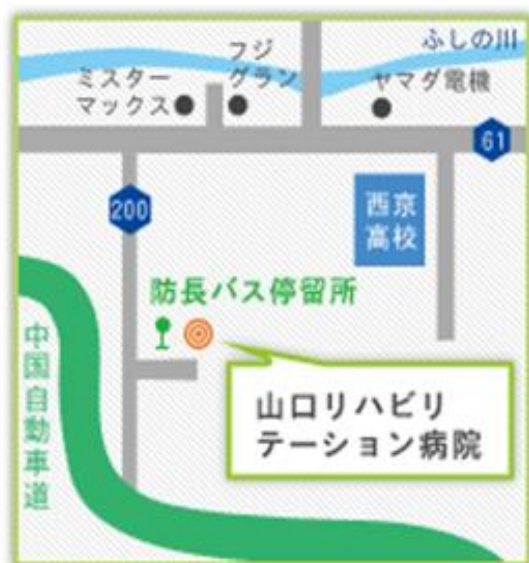 ふしの川
フジ
グラン
ミスター
マックス
ヤマダ電機
61
200
西京
高校
防長バス停留所
中国自動車道
山口リハビリ
テーション病院